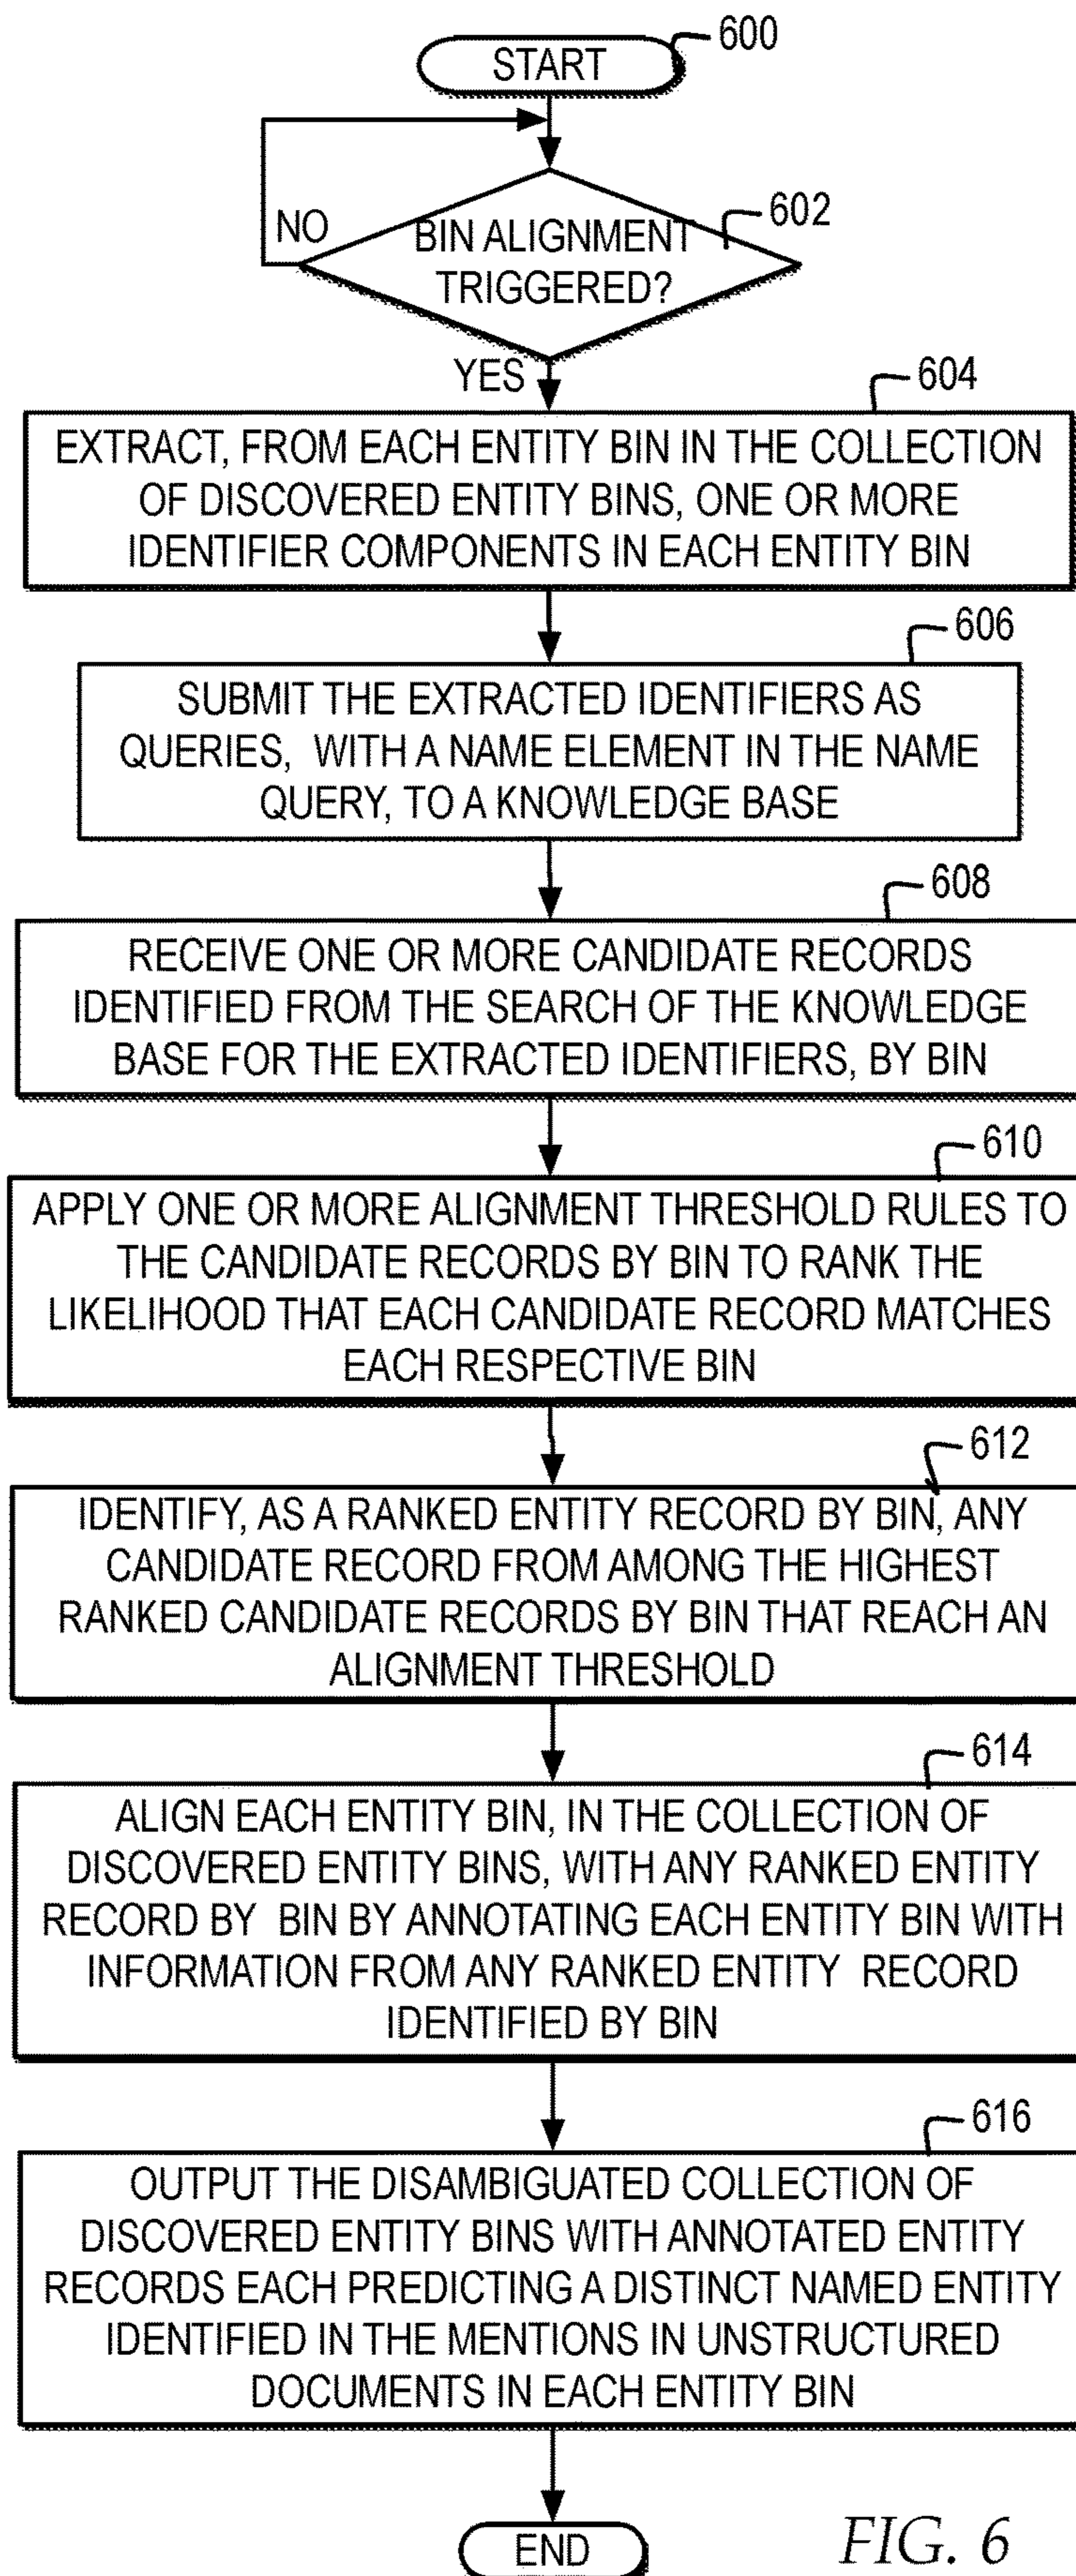 600
START
602
NO
BIN ALIGNMENT
TRIGGERED?
YES
604
EXTRACT, FROM EACH ENTITY BIN IN THE COLLECTION
OF DISCOVERED ENTITY BINS, ONE OR MORE
IDENTIFIER COMPONENTS IN EACH ENTITY BIN
606
SUBMIT THE EXTRACTED IDENTIFIERS AS
QUERIES, WITH A NAME ELEMENT IN THE NAME
QUERY, TO A KNOWLEDGE BASE
608
RECEIVE ONE OR MORE CANDIDATE RECORDS
IDENTIFIED FROM THE SEARCH OF THE KNOWLEDGE
BASE FOR THE EXTRACTED IDENTIFIERS, BY BIN
610
APPLY ONE OR MORE ALIGNMENT THRESHOLD RULES TO
THE CANDIDATE RECORDS BY BIN TO RANK THE
LIKELIHOOD THAT EACH CANDIDATE RECORD MATCHES
EACH RESPECTIVE BIN
612
IDENTIFY, AS A RANKED ENTITY RECORD BY BIN, ANY
CANDIDATE RECORD FROM AMONG THE HIGHEST
RANKED CANDIDATE RECORDS BY BIN THAT REACH AN
ALIGNMENT THRESHOLD
614
ALIGN EACH ENTITY BIN, IN THE COLLECTION OF
DISCOVERED ENTITY BINS, WITH ANY RANKED ENTITY
RECORD BY BIN BY ANNOTATING EACH ENTITY BIN WITH
INFORMATION FROM ANY RANKED ENTITY RECORD
IDENTIFIED BY BIN
616
OUTPUT THE DISAMBIGUATED COLLECTION OF
DISCOVERED ENTITY BINS WITH ANNOTATED ENTITY
RECORDS EACH PREDICTING A DISTINCT NAMED ENTITY
IDENTIFIED IN THE MENTIONS IN UNSTRUCTURED
DOCUMENTS IN EACH ENTITY BIN
END
FIG. 6